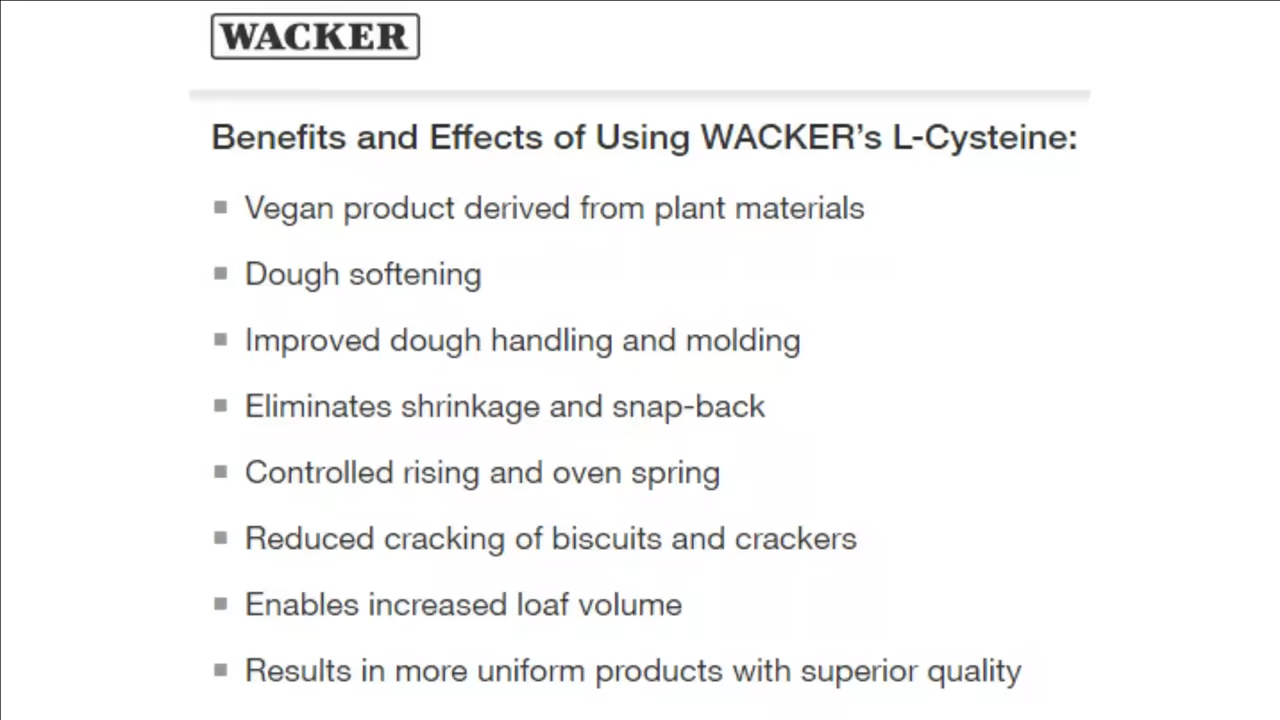 WACKER
Benefits and Effects of Using WACKER’s L-Cysteine:
Vegan product derived from plant materials
Dough softening
Improved dough handling and molding
Eliminates shrinkage and snap-back
Controlled rising and oven spring
Reduced cracking of biscuits and crackers
Enables increased loaf volume
Results in more uniform products with superior quality